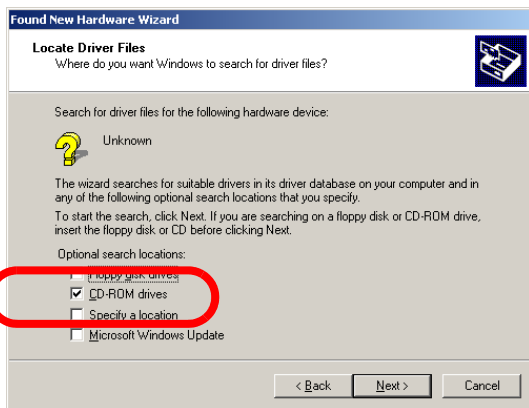 Found New Hardware Wizard
Locate Driver Files
Where do you want Windows to search for driver files?
Search for driver files for the following hardware device:
Unknown
The wizard searches for suitable drivers in its driver database on your computer and in
any of the following optional search locations that you specify.
To start the search, click Next. If you are searching on a floppy disk or CD-ROM drive,
insert the floppy disk or CD before clicking Next.
Optional search locations:
Floppy disk drives
CD-ROM drives
Specify a location
Microsoft Windows Update
< Back Next > Cancel